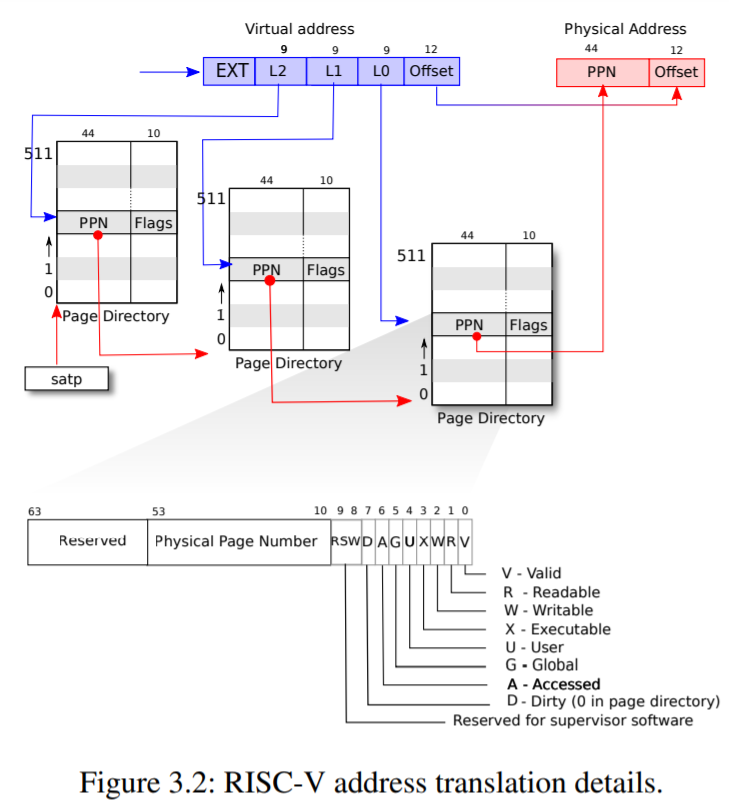 Virtual address
Physical Address
9 9 9 12
44 12
EXT L2 L1 L0 Offset
PPN Offset
44 10
511
PPN Flags
1
0
Page Directory
satp
44 10
511
PPN Flags
1
0
Page Directory
44 10
511
PPN Flags
1
0
Page Directory
63 53 10 9 8 7 6 5 4 3 2 1 0
Reserved Physical Page Number RSW D A G U X W R V
V - Valid
R - Readable
W - Writable
X - Executable
U - User
G - Global
A - Accessed
D - Dirty (0 in page directory)
Reserved for supervisor software
Figure 3.2: RISC-V address translation details.